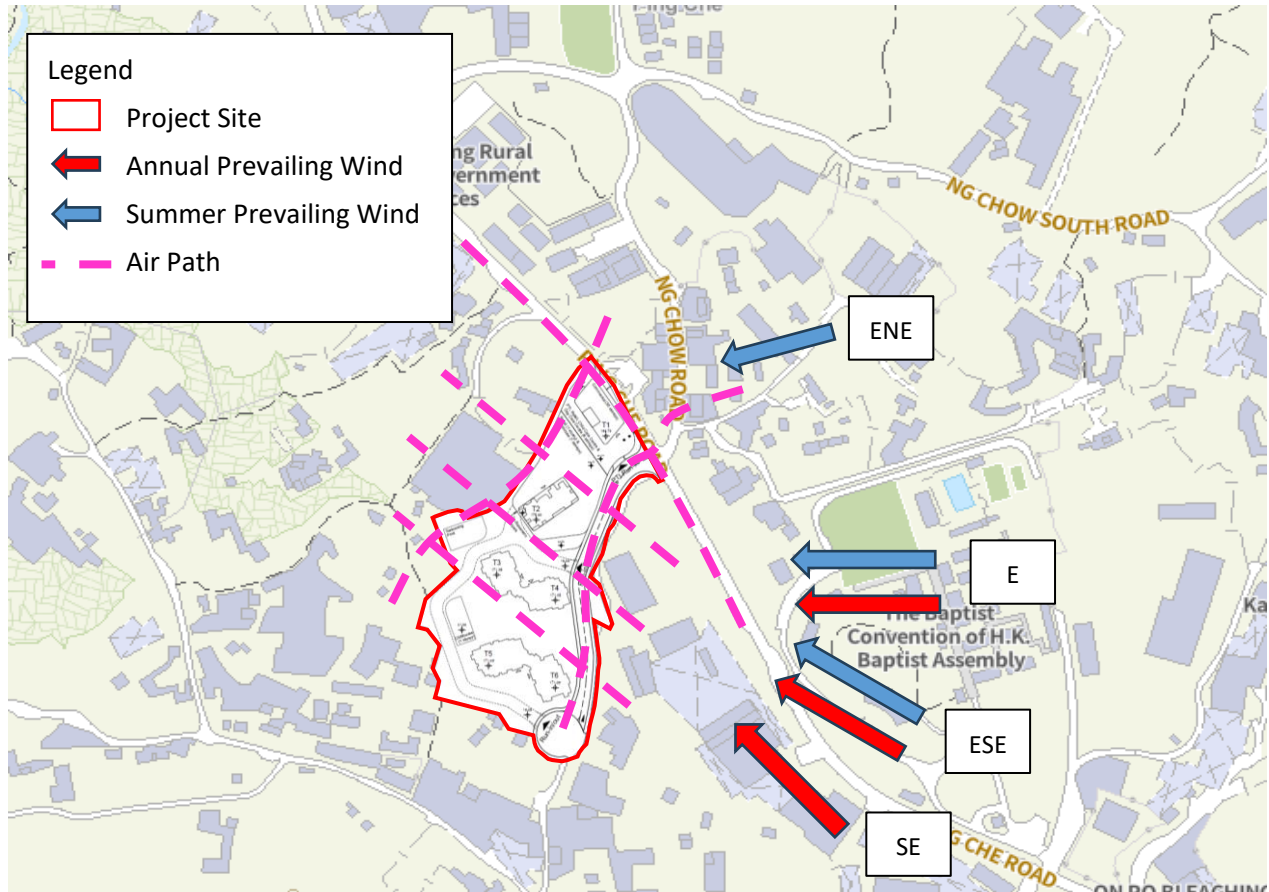 Legend
Project Site
Annual Prevailing Wind
Summer Prevailing Wind
Air Path
ng Rural
vernment
ces
NG CHOW SOUTH ROAD
NG CHOW ROAD
ENE
T1
T2
T3
T4
T5
T6
E
The Baptist
Convention of H.K.
Baptist Assembly
Ka
ESE
SE
G CHE ROAD
ON PO BLEACHING